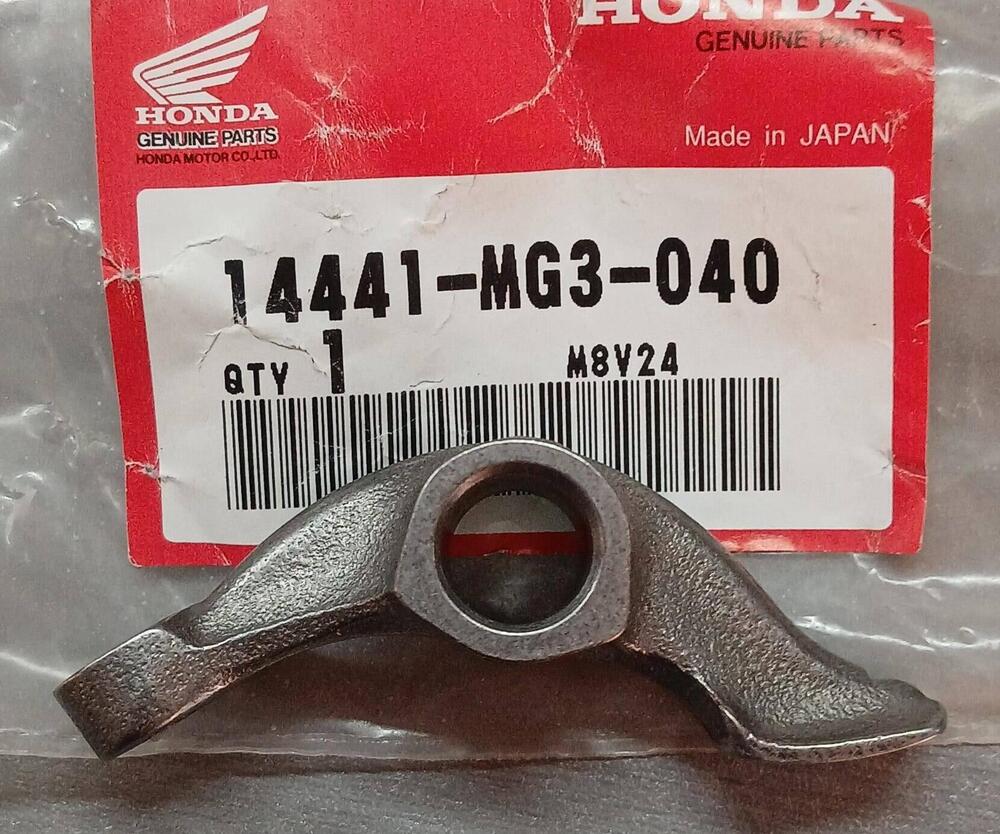 HONDA
GENUINE PARTS
HONDA MOTOR CO.,LTD.
HONDA
GENUINE PARTS
Made in JAPAN
14441-MG3-040
QTY 1
M8V24